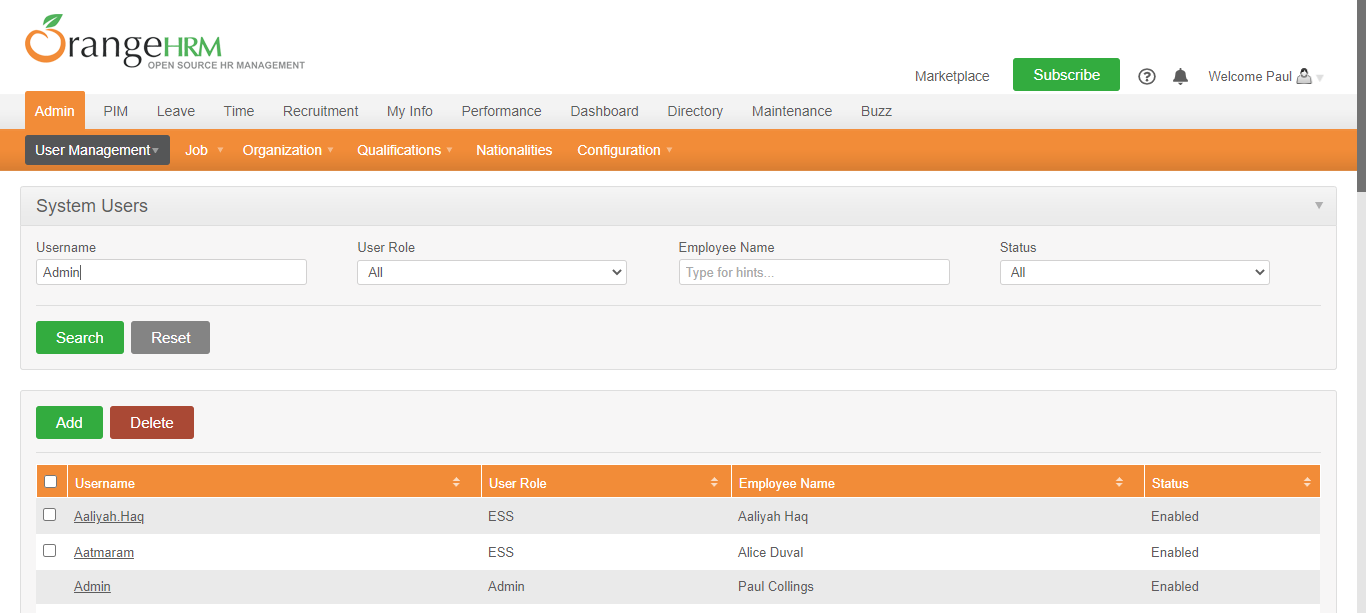 OrangeHRM
OPEN SOURCE HR MANAGEMENT
Marketplace Subscribe ? Welcome Paul
Admin PIM Leave Time Recruitment My Info Performance Dashboard Directory Maintenance Buzz
User Management Job Organization Qualifications Nationalities Configuration
System Users
Username User Role Employee Name Status
Admin All Type for hints... All
Search Reset
Add Delete
Username User Role Employee Name Status
Aaliyah.Haq ESS Aaliyah Haq Enabled
Aatmaram ESS Alice Duval Enabled
Admin Admin Paul Collings Enabled